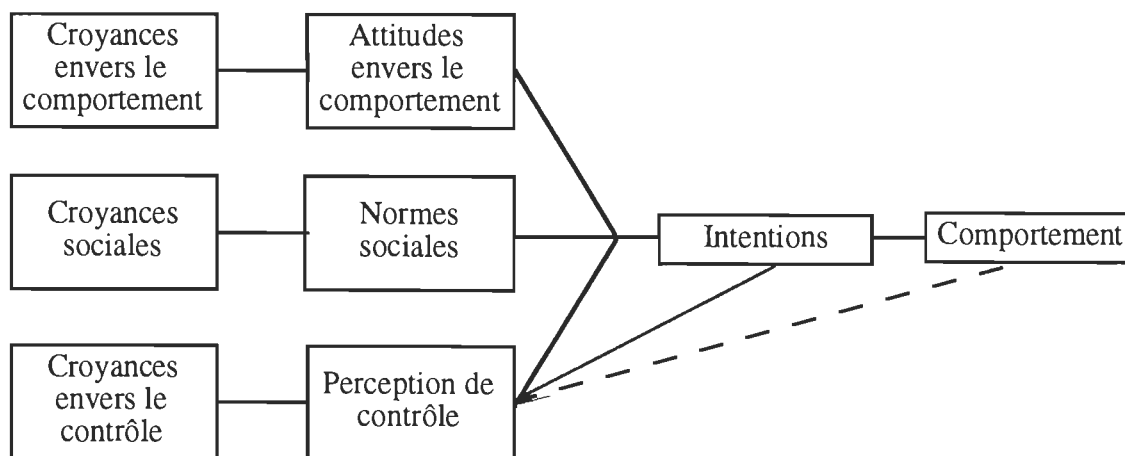 Croyances
envers le
comportement
Attitudes
envers le
comportement
Croyances
sociales
Normes
sociales
Intentions
Comportement
Croyances
envers le
contrôle
Perception de
contrôle